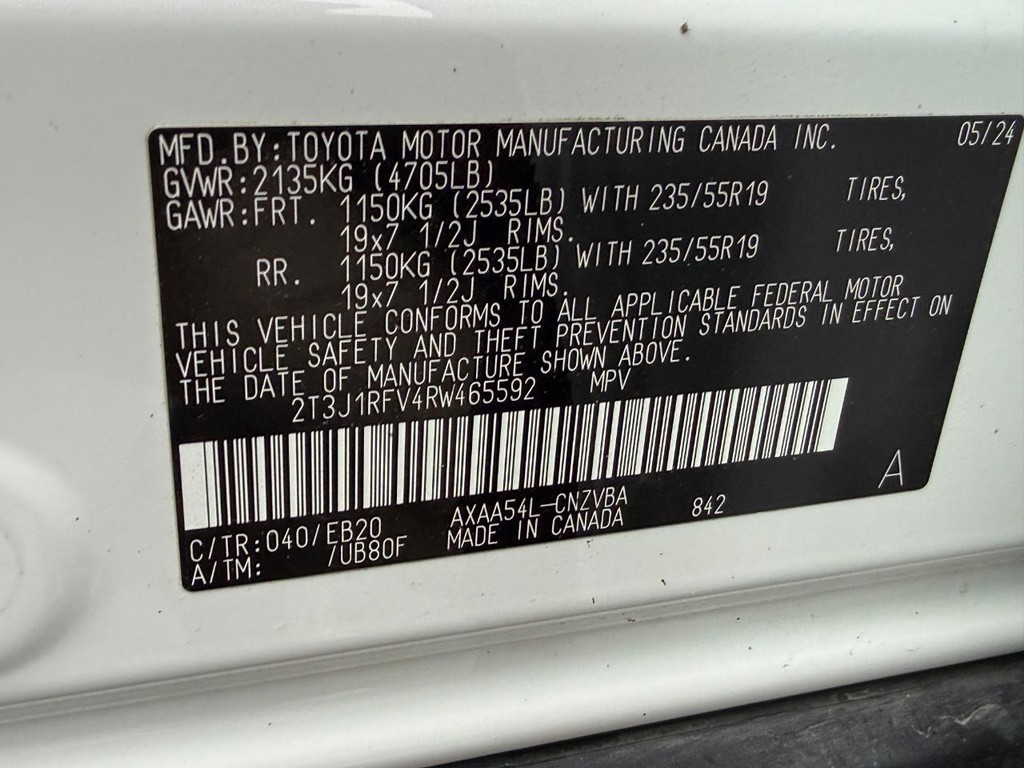 MFD.BY:TOYOTA MOTOR MANUFACTURING CANADA INC. 05/24
GVWR:2135KG (4705LB)
GAWR:FRT. 1150KG (2535LB) WITH 235/55R19 TIRES,
19x7 1/2J RIMS.
RR. 1150KG (2535LB) WITH 235/55R19 TIRES,
19x7 1/2J RIMS.
THIS VEHICLE CONFORMS TO ALL APPLICABLE FEDERAL MOTOR
VEHICLE SAFETY AND THEFT PREVENTION STANDARDS IN EFFECT ON
THE DATE OF MANUFACTURE SHOWN ABOVE.
2T3J1RFV4RW465592 MPV
A
C/TR:040/EB20 AXAA54L-CNZVBA 842
A/TM: /UB80F MADE IN CANADA